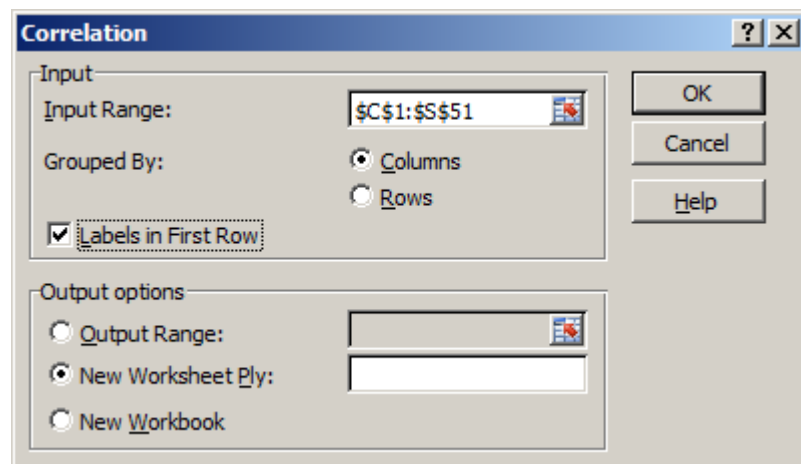 Correlation
Input
Input Range: $C$1:$S$51
Grouped By: Columns
Rows
Labels in First Row
OK
Cancel
Help
Output options
Output Range:
New Worksheet Ply:
New Workbook